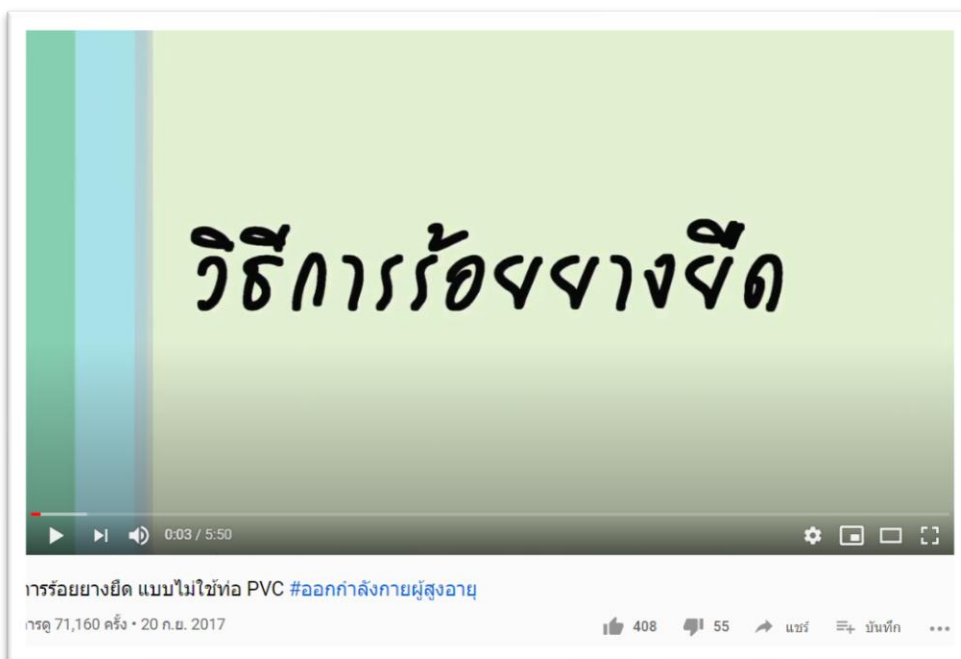 วิธีการร้อยยางยืด
0:03 / 5:50
การร้อยยางยืด แบบไม่ใช้ท่อ PVC #ออกกำลังกายผู้สูงอายุ
ารดู 71,160 ครั้ง • 20 ก.ย. 2017
408 55 แชร์ บันทึก